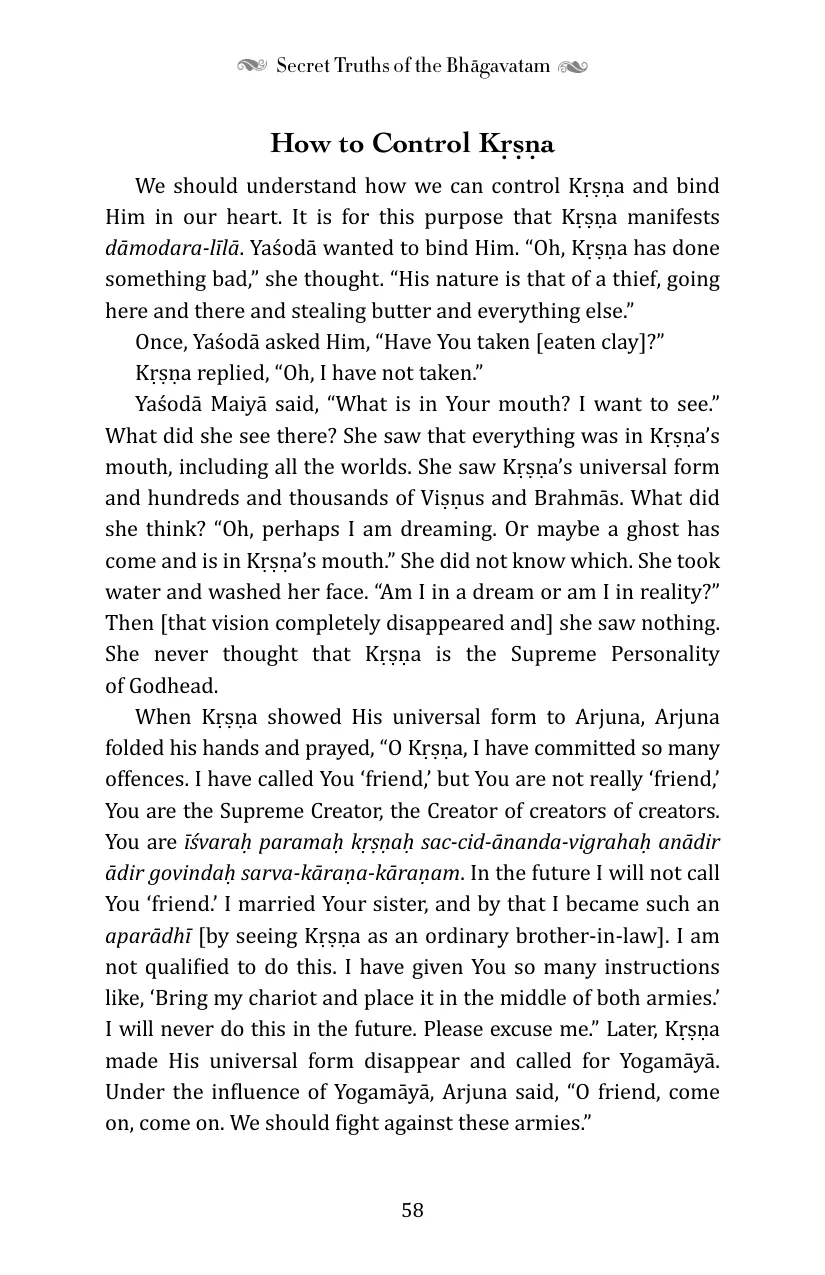 Secret Truths of the Bhāgavatam
How to Control Kṛṣṇa
We should understand how we can control Kṛṣṇa and bind
Him in our heart. It is for this purpose that Kṛṣṇa manifests
dāmodara-līlā. Yaśodā wanted to bind Him. “Oh, Kṛṣṇa has done
something bad,” she thought. “His nature is that of a thief, going
here and there and stealing butter and everything else.”
Once, Yaśodā asked Him, “Have You taken [eaten clay]?”
Kṛṣṇa replied, “Oh, I have not taken.”
Yaśodā Maiyā said, “What is in Your mouth? I want to see.”
What did she see there? She saw that everything was in Kṛṣṇa’s
mouth, including all the worlds. She saw Kṛṣṇa’s universal form
and hundreds and thousands of Viṣṇus and Brahmās. What did
she think? “Oh, perhaps I am dreaming. Or maybe a ghost has
come and is in Kṛṣṇa’s mouth.” She did not know which. She took
water and washed her face. “Am I in a dream or am I in reality?”
Then [that vision completely disappeared and] she saw nothing.
She never thought that Kṛṣṇa is the Supreme Personality
of Godhead.
When Kṛṣṇa showed His universal form to Arjuna, Arjuna
folded his hands and prayed, “O Kṛṣṇa, I have committed so many
offences. I have called You ‘friend,’ but You are not really ‘friend,’
You are the Supreme Creator, the Creator of creators of creators.
You are īśvaraḥ paramaḥ kṛṣṇaḥ sac-cid-ānanda-vigrahaḥ anādir
ādir govindaḥ sarva-kāraṇa-kāraṇam. In the future I will not call
You ‘friend.’ I married Your sister, and by that I became such an
aparādhī [by seeing Kṛṣṇa as an ordinary brother-in-law]. I am
not qualified to do this. I have given You so many instructions
like, ‘Bring my chariot and place it in the middle of both armies.’
I will never do this in the future. Please excuse me.” Later, Kṛṣṇa
made His universal form disappear and called for Yogamāyā.
Under the influence of Yogamāyā, Arjuna said, “O friend, come
on, come on. We should fight against these armies.”
58